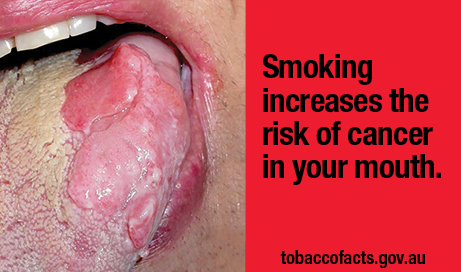 Smoking
increases the
risk of cancer
in your mouth.
tobaccofacts.gov.au